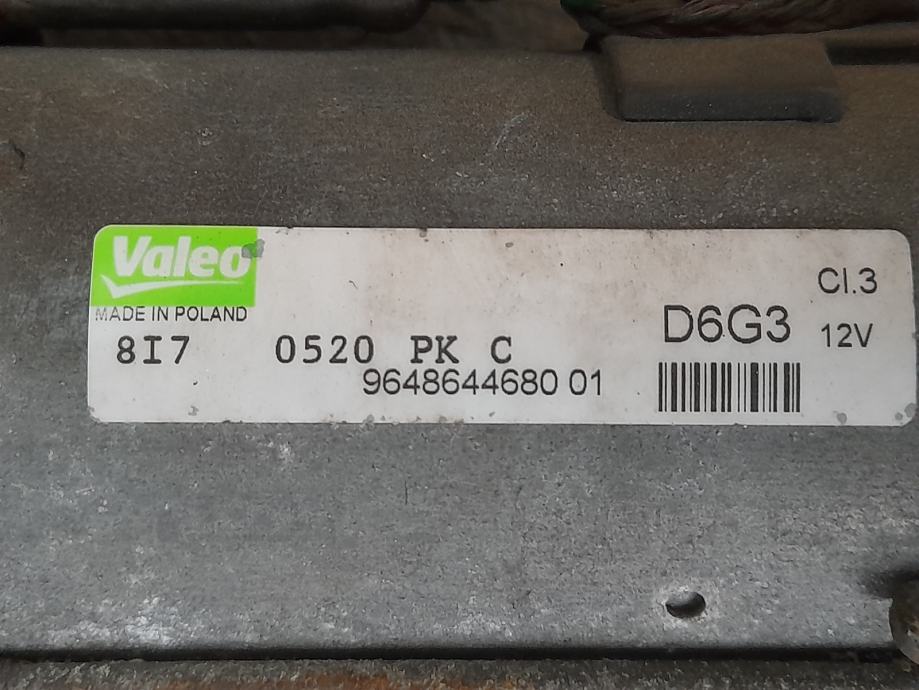 Valeo
MADE IN POLAND
8I7 0520 PK C
9648644680 01
D6G3
Cl.3
12V